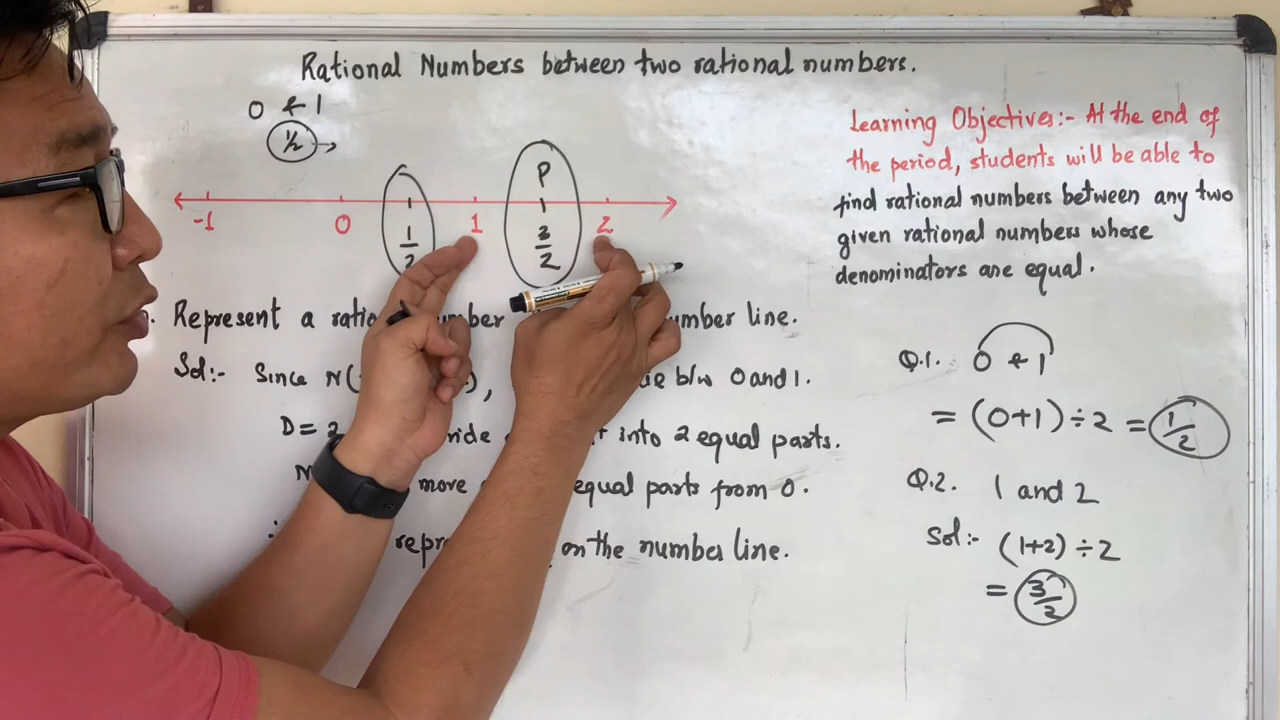 Rational Numbers between two rational numbers.
0 & 1
1/2 →
P
-1 0 1 2
1/2
3/2
Represent a number umber line.
Sol:- Since N( ), b/w 0 and 1.
D= into 2 equal parts.
N more equal parts from 0.
∴ on the number line.
Learning Objectives:- At the end of
the period, students will be able to
find rational numbers between any two
given rational numbers whose
denominators are equal.
Q.1. 0 & 1
= (0+1) ÷ 2 = 1/2
Q.2. 1 and 2
Sol:- (1+2) ÷ 2
= 3/2